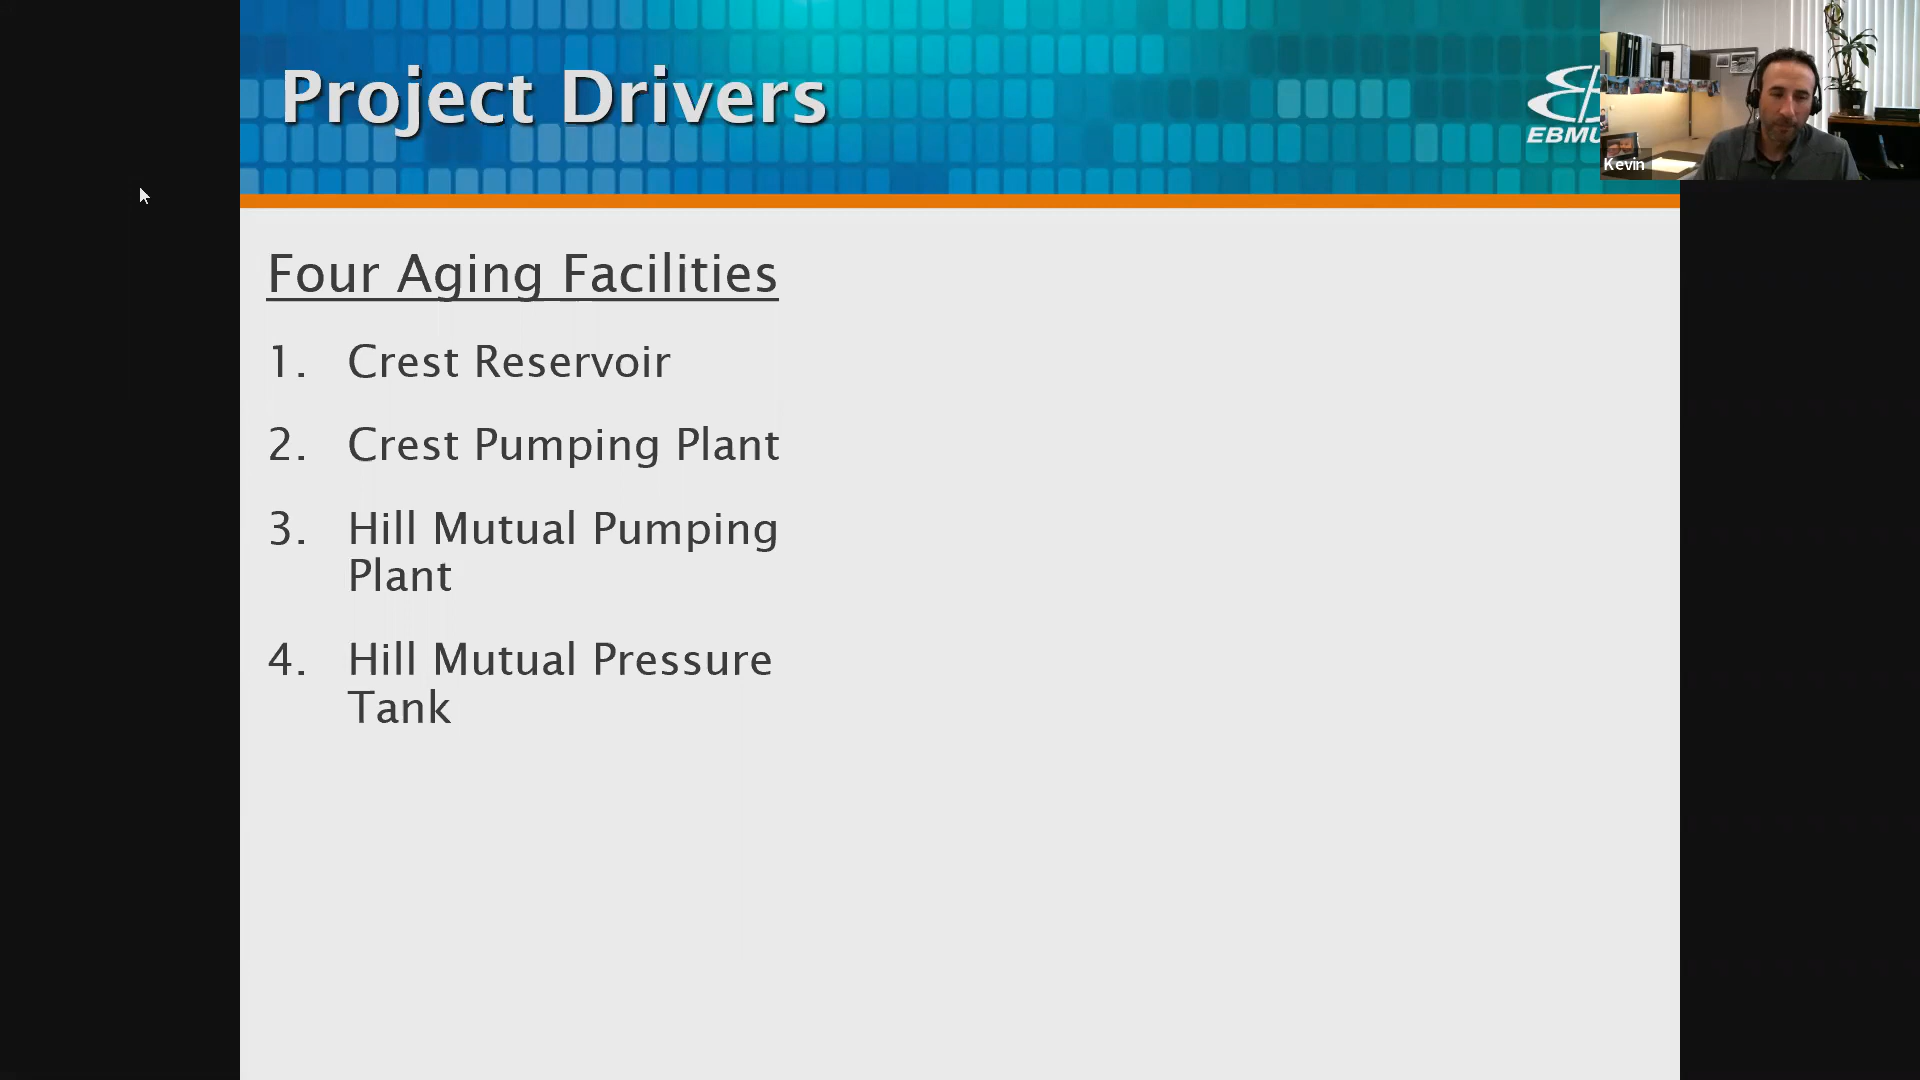 Project Drivers
EBMU
Kevin
Four Aging Facilities
1. Crest Reservoir
2. Crest Pumping Plant
3. Hill Mutual Pumping
Plant
4. Hill Mutual Pressure
Tank